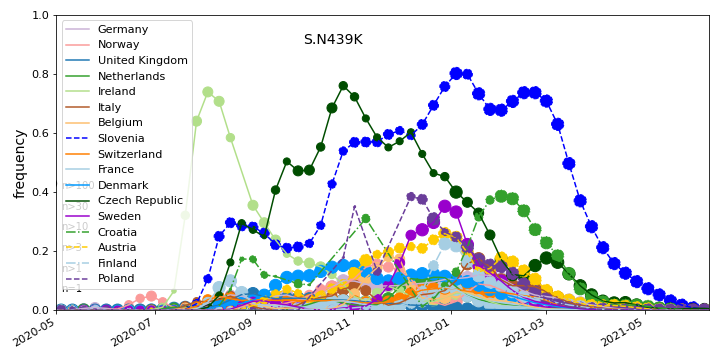 S.N439K
frequency
1.0
0.8
0.6
0.4
0.2
0.0
Germany
Norway
United Kingdom
Netherlands
Ireland
Italy
Belgium
Slovenia
Switzerland
France
Denmark
Czech Republic
Sweden
Croatia
Austria
Finland
Poland
n>100
n>30
n>10
n>3
n>1
n=1
2020-05
2020-07
2020-09
2020-11
2021-01
2021-03
2021-05